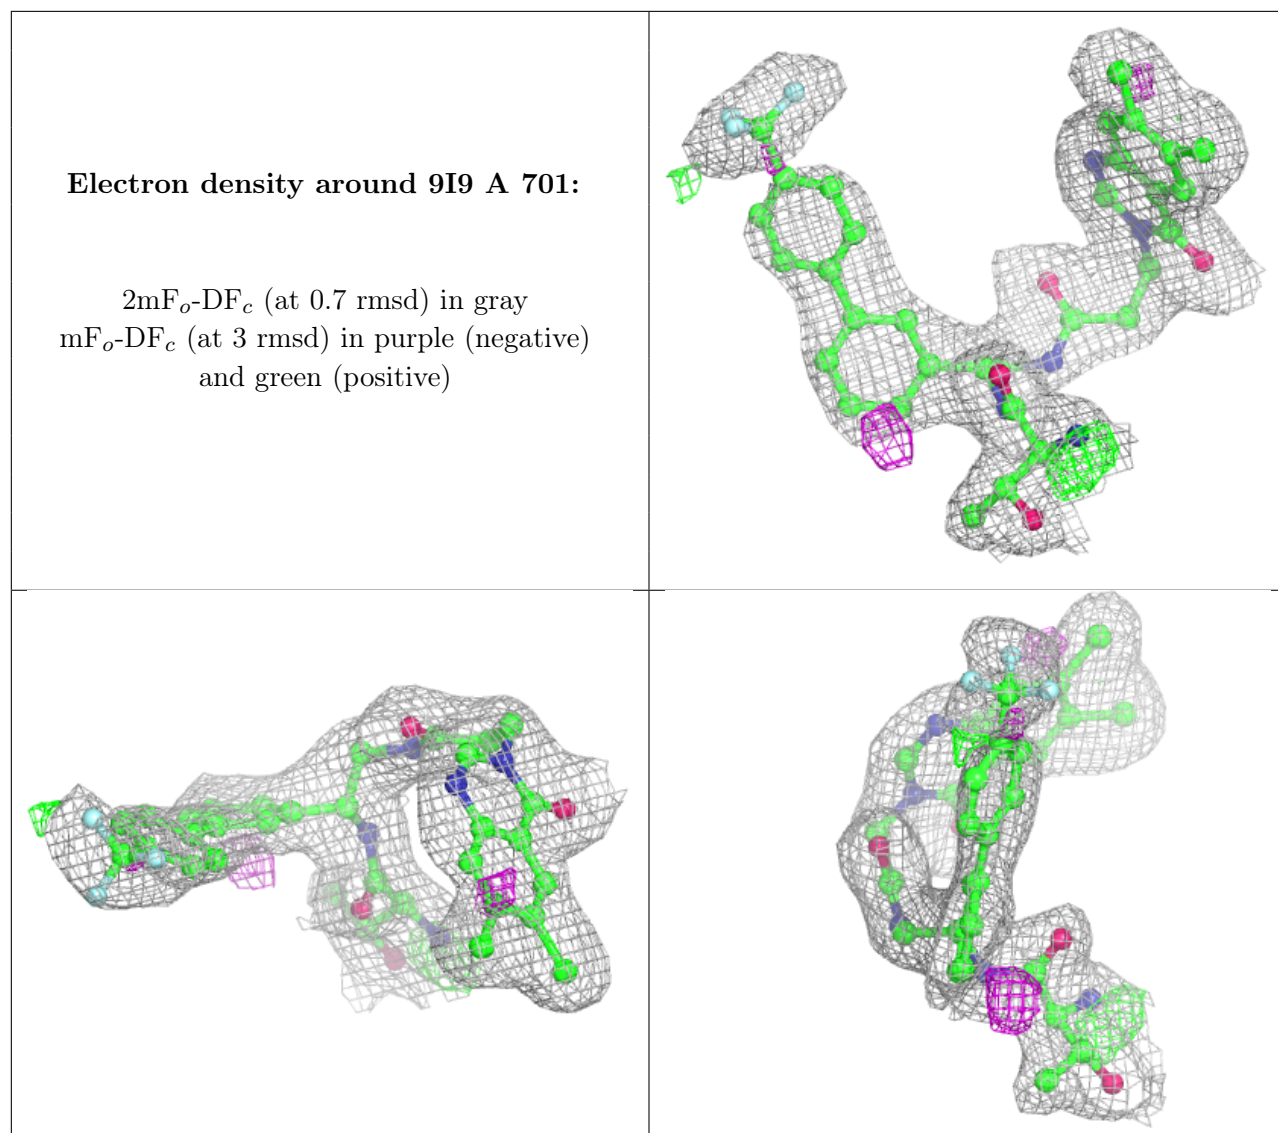 Electron density around 9I9 A 701:
2mFo-DFc (at 0.7 rmsd) in gray
mFo-DFc (at 3 rmsd) in purple (negative)
and green (positive)